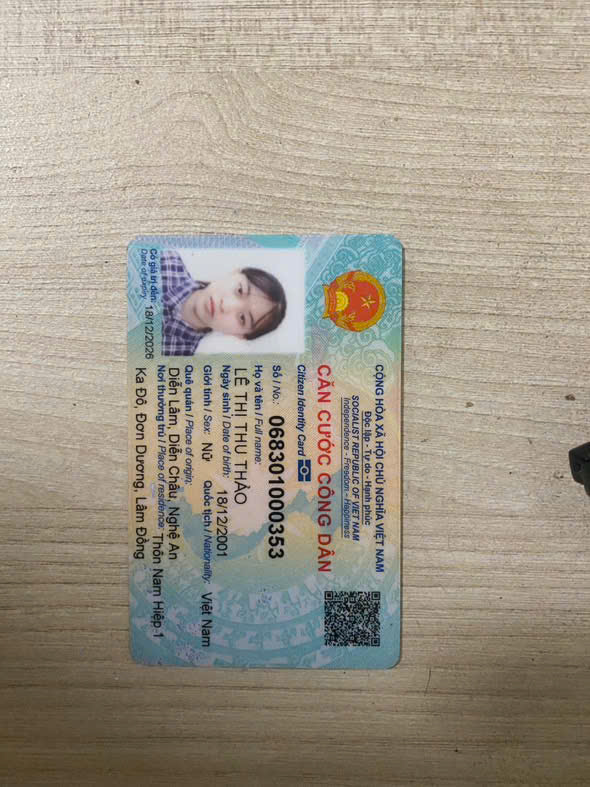 CỘNG HÒA XÃ HỘI CHỦ NGHĨA VIỆT NAM
Độc lập - Tự do - Hạnh phúc
SOCIALIST REPUBLIC OF VIET NAM
Independence - Freedom - Happiness
CĂN CƯỚC CÔNG DÂN
Citizen Identity Card
Số / No.: 068301000353
Họ và tên / Full name:
LÊ THỊ THU THẢO
Ngày sinh / Date of birth: 18/12/2001
Giới tính / Sex: Nữ Quốc tịch / Nationality: Việt Nam
Quê quán / Place of origin:
Diễn Lâm, Diễn Châu, Nghệ An
Nơi thường trú / Place of residence: Thôn Nam Hiệp 1
Ka Đô, Đơn Dương, Lâm Đồng
Có giá trị đến: 18/12/2026
Date of expiry